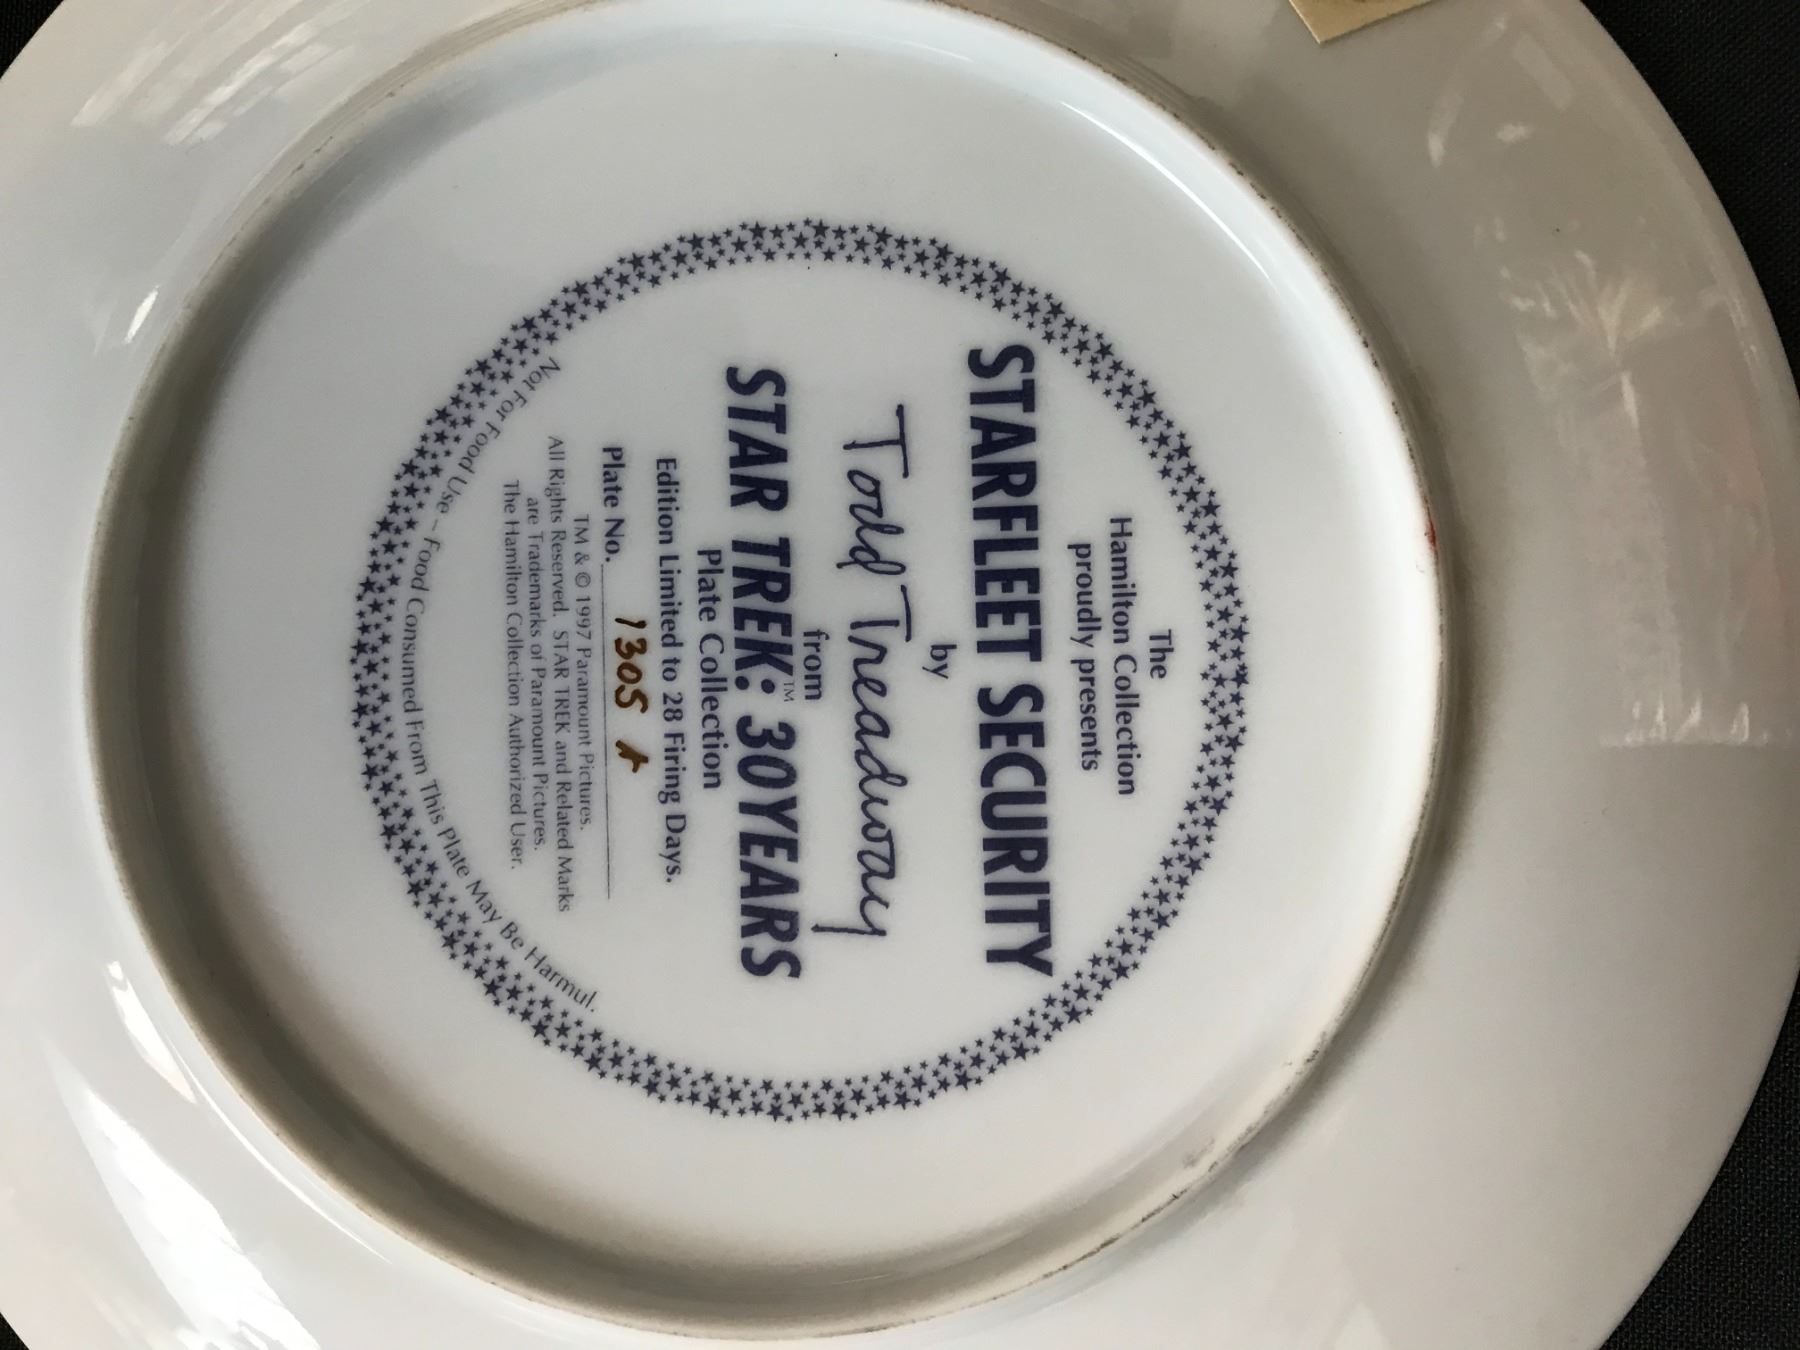 The
Hamilton Collection
proudly presents
STARFLEET SECURITY
by
Todd Treadway
from
STAR TREK:™ 30YEARS
Plate Collection
Edition Limited to 28 Firing Days.
Plate No. 1305 A
TM & © 1997 Paramount Pictures.
All Rights Reserved. STAR TREK and Related Marks
are Trademarks of Paramount Pictures.
The Hamilton Collection Authorized User.
Not For Food Use – Food Consumed From This Plate May Be Harmul.